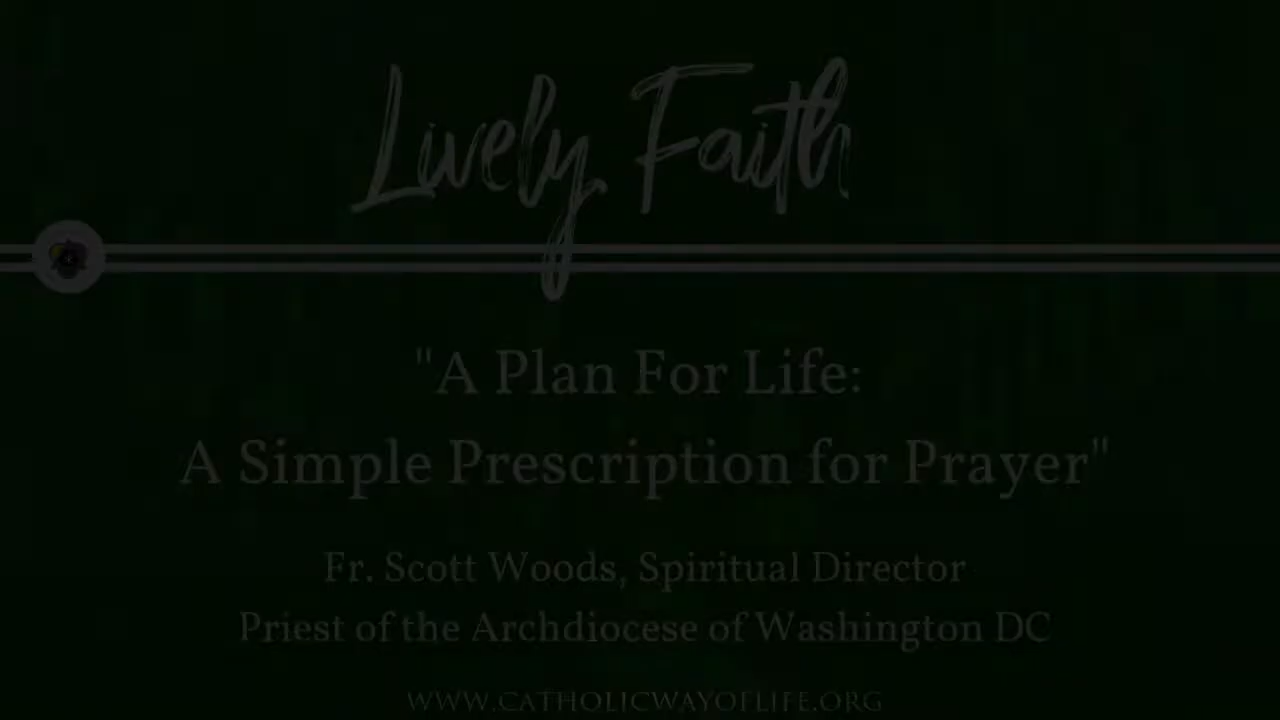 Lively Faith
"A Plan For Life:
A Simple Prescription for Prayer"
Fr. Scott Woods, Spiritual Director
Priest of the Archdiocese of Washington DC
WWW.CATHOLICWAYOFLIFE.ORG